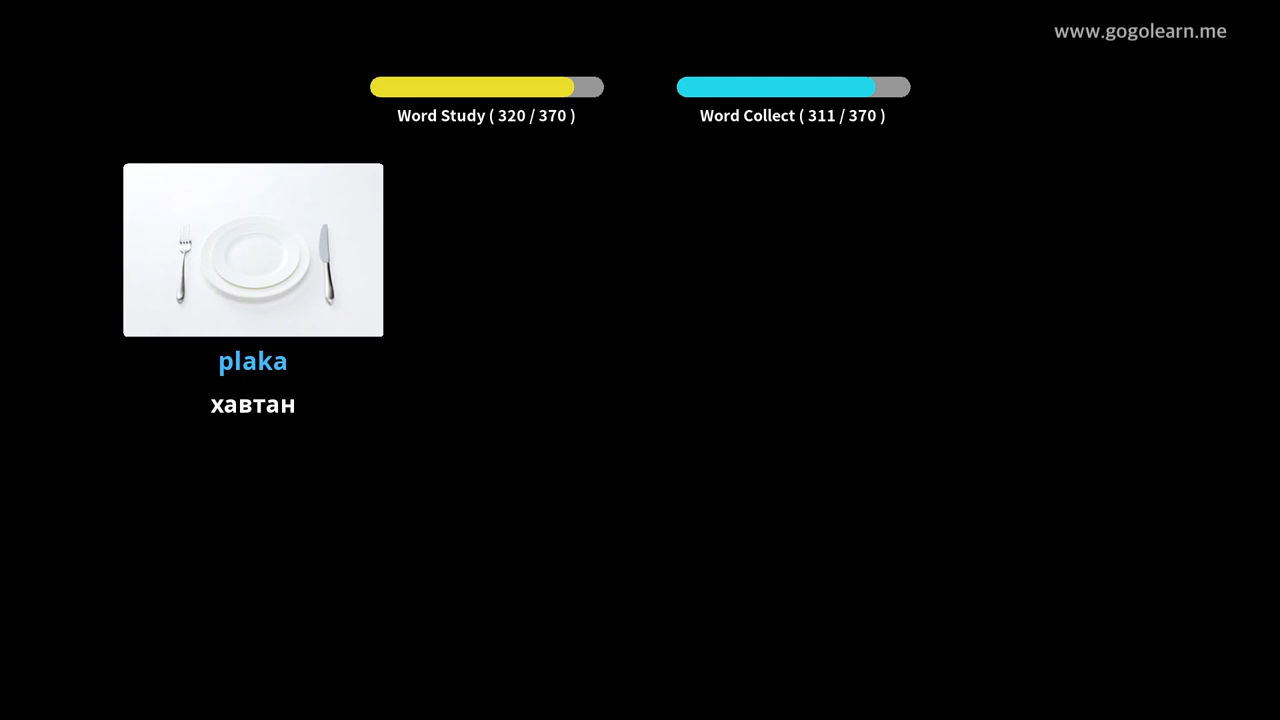 www.gogolearn.me
Word Study ( 320 / 370 )
Word Collect ( 311 / 370 )
plaka
хавтан